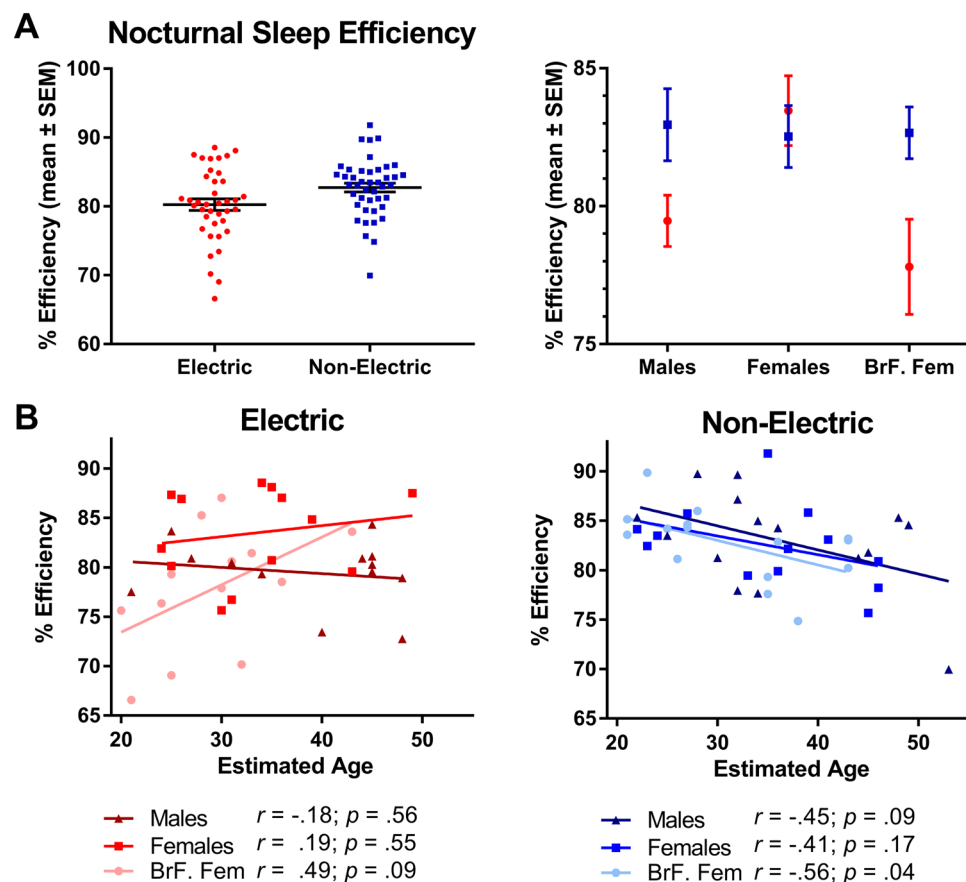 A
Nocturnal Sleep Efficiency
% Efficiency (mean ± SEM)
100
90
80
70
60
Electric
Non-Electric
% Efficiency (mean ± SEM)
85
80
75
Males
Females
BrF. Fem
B
Electric
% Efficiency
90
85
80
75
70
65
20
30
40
50
Estimated Age
Males r = -.18; p = .56
Females r = .19; p = .55
BrF. Fem r = .49; p = .09
Non-Electric
% Efficiency
90
85
80
75
70
65
20
30
40
50
Estimated Age
Males r = -.45; p = .09
Females r = -.41; p = .17
BrF. Fem r = -.56; p = .04